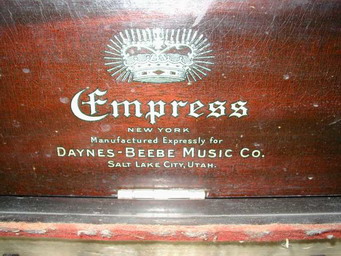 Empress
NEW YORK
Manufactured Expressly for
DAYNES-BEEBE MUSIC CO.
SALT LAKE CITY, UTAH.